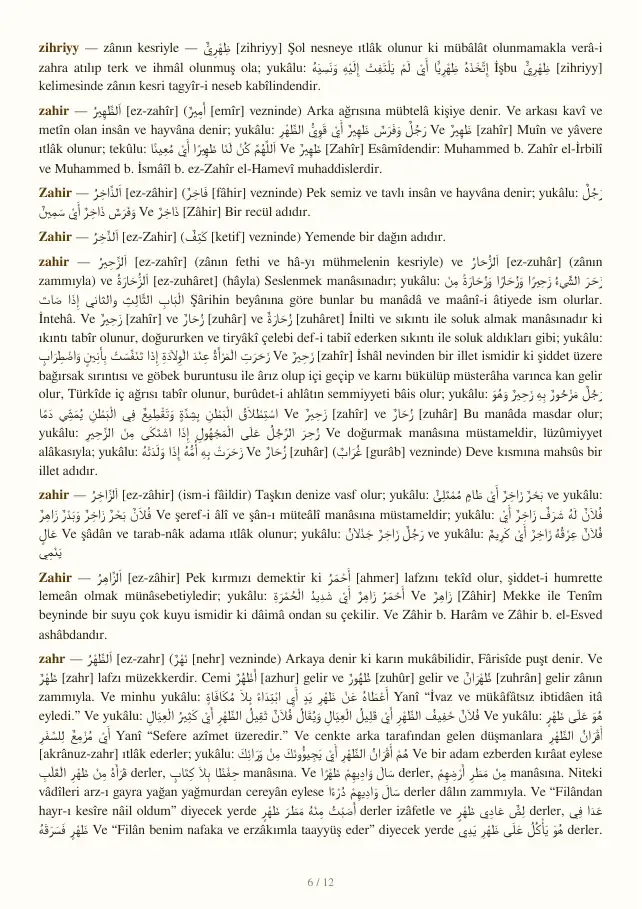 zihriyy — zânın kesriyle — ظِهْرِيٌّ [zihriyy] Şol nesneye ıtlâk olunur ki mübâlât olunmamakla verâ-i
zahra atılıp terk ve ihmâl olunmuş ola; yukâlu: إِتَّخَذَهُ ظِهْرِيًّا أَيْ لَمْ يَلْتَفِتْ إِلَيْهِ وَنَسِيَهُ İşbu ظِهْرِيٌّ [zihriyy]
kelimesinde zânın kesri tagyîr-i neseb kabîlindendir.
zahir — اَلظَّهِيرُ [ez-zahîr] (أَمِيرٌ [emîr] vezninde) Arka ağrısına mübtelâ kişiye denir. Ve arkası kavî ve
metîn olan insân ve hayvâna denir; yukâlu: رَجُلٌ وَفَرَسٌ ظَهِيرٌ أَيْ قَوِيُّ الظَّهْرِ Ve ظَهِيرٌ [zahîr] Muîn ve yâvere
ıtlâk olunur; tekûlu: اَللَّهُمَّ كُنْ لَنَا ظَهِيرًا أَيْ مُعِينًا Ve ظَهِيرٌ [Zahîr] Esâmîdendir: Muhammed b. Zahîr el-İrbilî
ve Muhammed b. İsmâîl b. ez-Zahîr el-Hamevî muhaddislerdir.
Zahir — اَلذَّاخِرُ [ez-zâhir] (فَاخِرٌ [fâhir] vezninde) Pek semiz ve tavlı insân ve hayvâna denir; yukâlu: رَجُلٌ
وَفَرَسٌ ذَاخِرٌ أَيْ سَمِينٌ Ve ذَاخِرٌ [Zâhir] Bir recül adıdır.
Zahir — اَلذَّخِرُ [ez-Zahir] (كَتِفٌ [ketif] vezninde) Yemende bir dağın adıdır.
zahir — اَلزَّحِيرُ [ez-zahîr] (zânın fethi ve hâ-yı mühmelenin kesriyle) ve اَلزُّحَارُ [ez-zuhâr] (zânın
zammıyla) ve اَلزُّحَارَةُ [ez-zuhâret] (hâyla) Seslenmek manâsınadır; yukâlu: زَحَرَ الشَّيْءُ زَحِيرًا وَزُحَارًا وَزُحَارَةً مِنَ
الْبَابِ الثَّالِثِ والثاني إِذَا صَاتَ Şârihin beyânına göre bunlar bu manâdâ ve maânî-i âtiyede ism olurlar.
İntehâ. Ve زَحِيرٌ [zahîr] ve زُحَارٌ [zuhâr] ve زُحَارَةٌ [zuhâret] İnilti ve sıkıntı ile soluk almak manâsınadır ki
ıkıntı tabîr olunur, doğururken ve tiryâkî çelebi def-i tabiî ederken sıkıntı ile soluk aldıkları gibi; yukâlu:
زَحَرَتِ الْمَرْأَةُ عِنْدَ الْوِلَادَةِ إِذَا تَنَفَّسَتْ بِأَنِينٍ وَاضْطِرَابٍ Ve زَحِيرٌ [zahîr] İshâl nevinden bir illet ismidir ki şiddet üzere
bağırsak sırıntısı ve göbek buruntusu ile ârız olup içi geçip ve karnı bükülüp müsterâha varınca kan gelir
olur, Türkîde iç ağrısı tabîr olunur, burûdet-i ahlâtın semmiyyeti bâis olur; yukâlu: رَجُلٌ مَزْحُورٌ بِهِ زَحِيرٌ وَهُوَ
اسْتِطْلَاقُ الْبَطْنِ بِشِدَّةٍ وَتَقْطِيعٌ فِي الْبَطْنِ يُمَشِّي دَمًا Ve زَحِيرٌ [zahîr] ve زُحَارٌ [zuhâr] Bu manâda masdar olur;
yukâlu: زُحِرَ الرَّجُلُ عَلَى الْمَجْهُولِ إِذَا اشْتَكَى مِنَ الزَّحِيرِ Ve doğurmak manâsına müstameldir, lüzûmiyyet
alâkasıyla; yukâlu: زَحَرَتْ بِهِ أُمُّهُ إِذَا وَلَدَتْهُ Ve زُحَارٌ [zuhâr] (غُرَابٌ [gurâb] vezninde) Deve kısmına mahsûs bir
illet adıdır.
zahir — اَلزَّاخِرُ [ez-zâhir] (ism-i fâildir) Taşkın denize vasf olur; yukâlu: بَحْرٌ زَاخِرٌ أَيْ طَامٍ مُمْتَلِئٌ ve yukâlu:
فُلَانٌ بَحْرٌ زَاخِرٌ وَبَدْرٌ زَاهِرٌ Ve şeref-i âlî ve şân-ı müteâlî manâsına müstameldir; yukâlu: فُلَانٌ لَهُ شَرَفٌ زَاخِرٌ أَيْ
عَالٍ Ve şâdân ve tarab-nâk adama ıtlâk olunur; yukâlu: رَجُلٌ زَاخِرٌ جَذْلَانُ ve yukâlu: فُلَانٌ عِرْقُهُ زَاخِرٌ أَيْ كَرِيمٌ
يَنْمِي
Zahir — اَلزَّاهِرُ [ez-zâhir] Pek kırmızı demektir ki أَحْمَرُ [ahmer] lafzını tekîd olur, şiddet-i humrette
lemeân olmak münâsebetiyledir; yukâlu: أَحْمَرُ زَاهِرٌ أَيْ شَدِيدُ الْحُمْرَةِ Ve زَاهِرٌ [Zâhir] Mekke ile Tenîm
beyninde bir suyu çok kuyu ismidir ki dâimâ ondan su çekilir. Ve Zâhir b. Harâm ve Zâhir b. el-Esved
ashâbdandır.
zahr — اَلظَّهْرُ [ez-zahr] (نَهْرٌ [nehr] vezninde) Arkaya denir ki karın mukâbilidir, Fârisîde puşt denir. Ve
ظَهْرٌ [zahr] lafzı müzekkerdir. Cemi أَظْهُرٌ [azhur] gelir ve ظُهُورٌ [zuhûr] gelir ve ظُهْرَانٌ [zuhrân] gelir zânın
zammıyla. Ve minhu yukâlu: أَعْطَاهُ عَنْ ظَهْرِ يَدٍ أَيِ ابْتِدَاءً بِلَا مُكَافَاةٍ Yanî “İvaz ve mükâfâtsız ibtidâen itâ
eyledi.” Ve yukâlu: فُلَانٌ خَفِيفُ الظَّهْرِ أَيْ قَلِيلُ الْعِيَالِ وَيُقَالُ فُلَانٌ ثَقِيلُ الظَّهْرِ أَيْ كَثِيرُ الْعِيَالِ Ve yukâlu: هُوَ عَلَى ظَهْرٍ
أَيْ مُزْمِعٌ لِلسَّفَرِ Yanî “Sefere azîmet üzeredir.” Ve cenkte arka tarafından gelen düşmanlara أَقْرَانُ الظَّهْرِ
[akrânuz-zahr] ıtlâk ederler; yukâlu: هُمْ أَقْرَانُ الظَّهْرِ أَيْ يَجِيؤُونَكَ مِنْ وَرَائِكَ Ve bir adam ezberden kırâat eylese
قَرَأَهُ مِنْ ظَهْرِ الْقَلْبِ derler, حِفْظًا بِلَا كِتَابٍ manâsına. Ve سَالَ وَادِيهِمْ ظَهْرًا derler, مِنْ مَطَرِ أَرْضِهِمْ manâsına. Niteki
vâdîleri arz-ı gayra yağan yağmurdan cereyân eylese سَالَ وَادِيهِمْ دُرْءًا derler dâlın zammıyla. Ve “Filândan
hayr-ı kesîre nâil oldum” diyecek yerde أَصَبْتُ مِنْهُ مَطَرَ ظَهْرٍ derler izâfetle ve لِصٌّ عَادِي ظَهْرٍ derler, عَدَا فِي
ظَهْرٍ فَسَرَقَهُ Ve “Filân benim nafaka ve erzâkımla taayyüş eder” diyecek yerde هُوَ يَأْكُلُ عَلَى ظَهْرِ يَدِي derler.
6 / 12